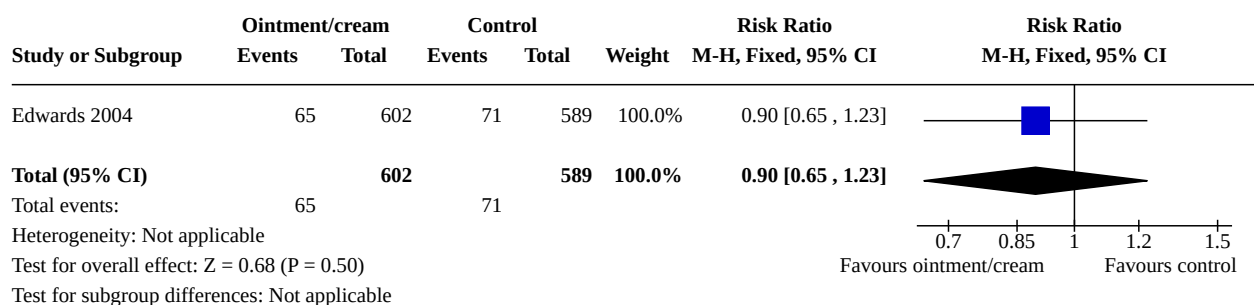 Ointment/cream Control Risk Ratio Risk Ratio
Study or Subgroup Events Total Events Total Weight M-H, Fixed, 95% CI M-H, Fixed, 95% CI
Edwards 2004 65 602 71 589 100.0% 0.90 [0.65 , 1.23]
Total (95% CI) 602 589 100.0% 0.90 [0.65 , 1.23]
Total events: 65 71
Heterogeneity: Not applicable
0.7 0.85 1 1.2 1.5
Test for overall effect: Z = 0.68 (P = 0.50) Favours ointment/cream Favours control
Test for subgroup differences: Not applicable